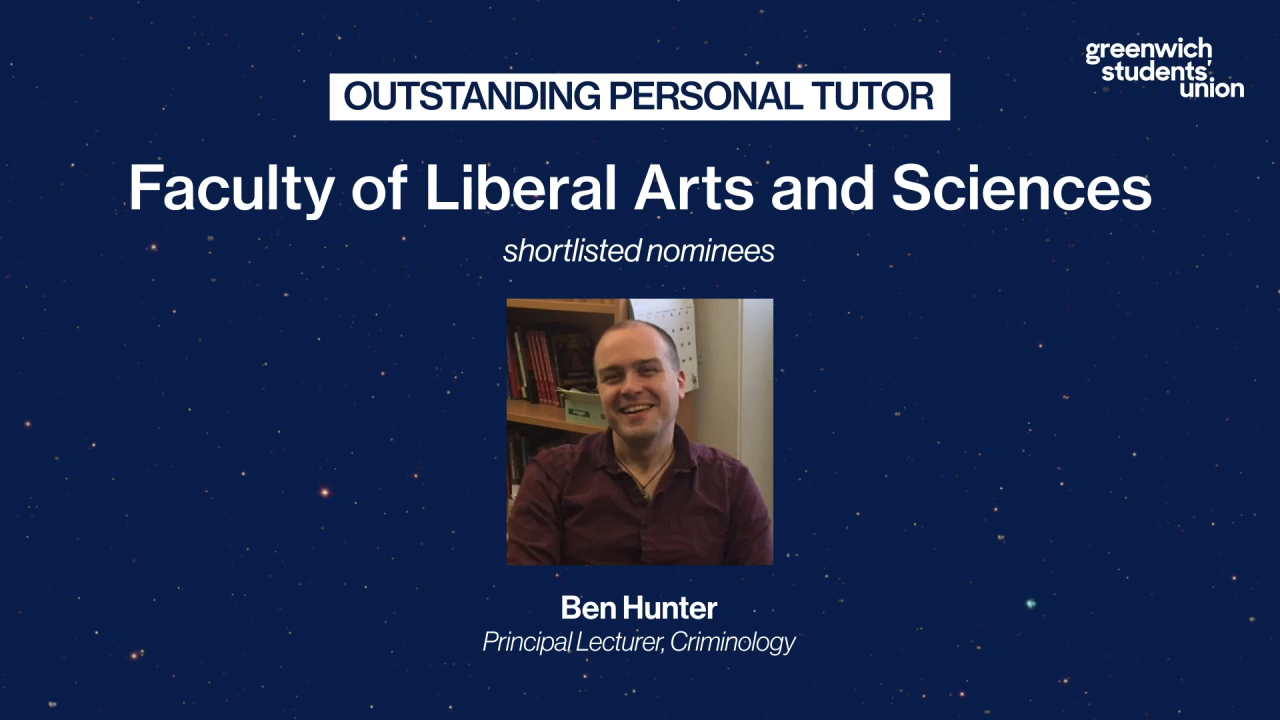 greenwich
students'
union
OUTSTANDING PERSONAL TUTOR
Faculty of Liberal Arts and Sciences
shortlisted nominees
Ben Hunter
Principal Lecturer, Criminology